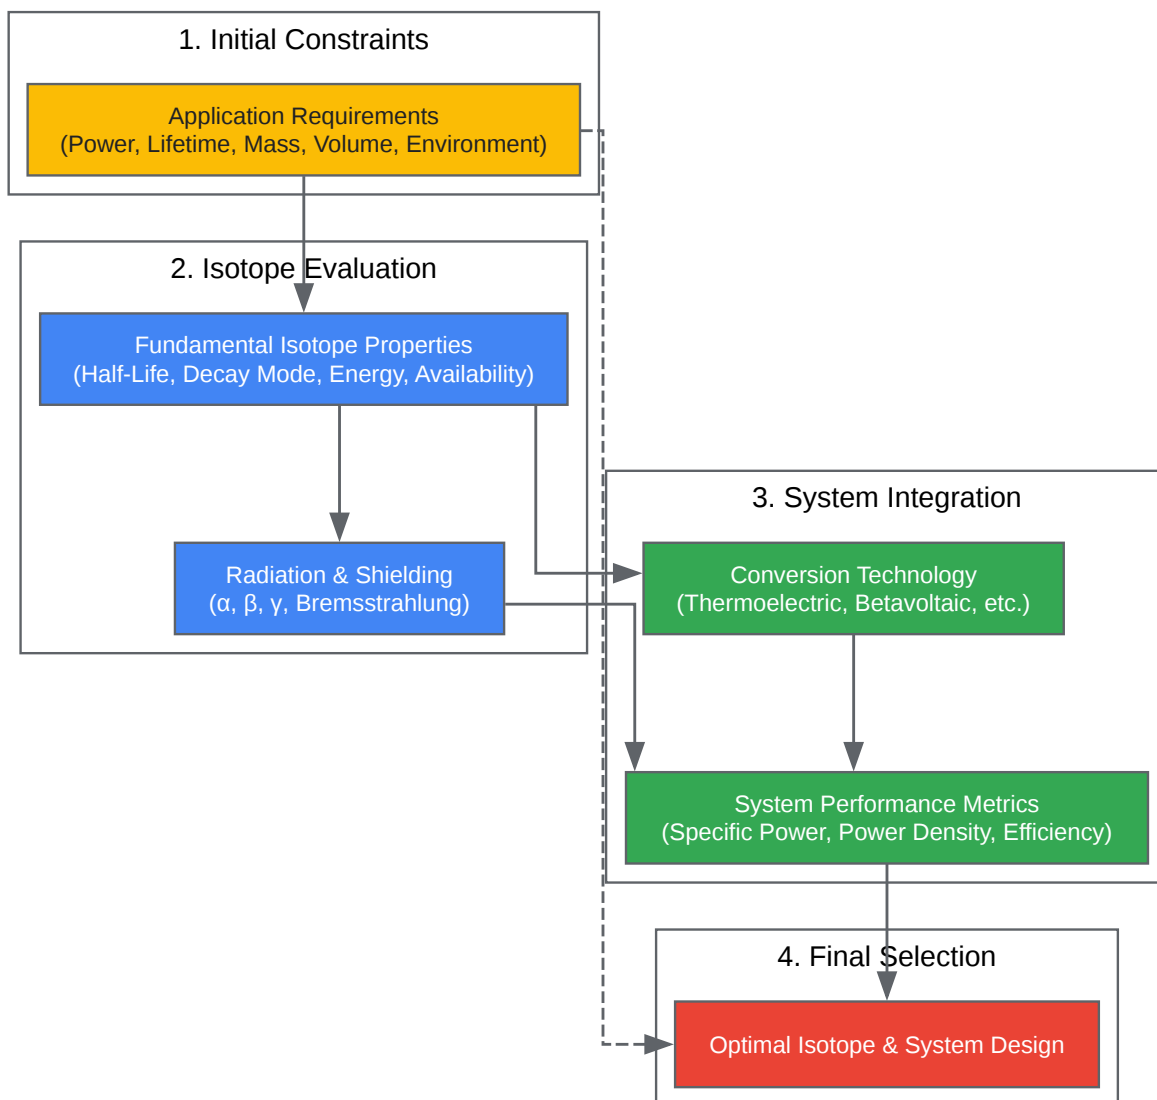 1. Initial Constraints
Application Requirements
(Power, Lifetime, Mass, Volume, Environment)
2. Isotope Evaluation
Fundamental Isotope Properties
(Half-Life, Decay Mode, Energy, Availability)
Radiation & Shielding
(α, β, γ, Bremsstrahlung)
3. System Integration
Conversion Technology
(Thermoelectric, Betavoltaic, etc.)
System Performance Metrics
(Specific Power, Power Density, Efficiency)
4. Final Selection
Optimal Isotope & System Design